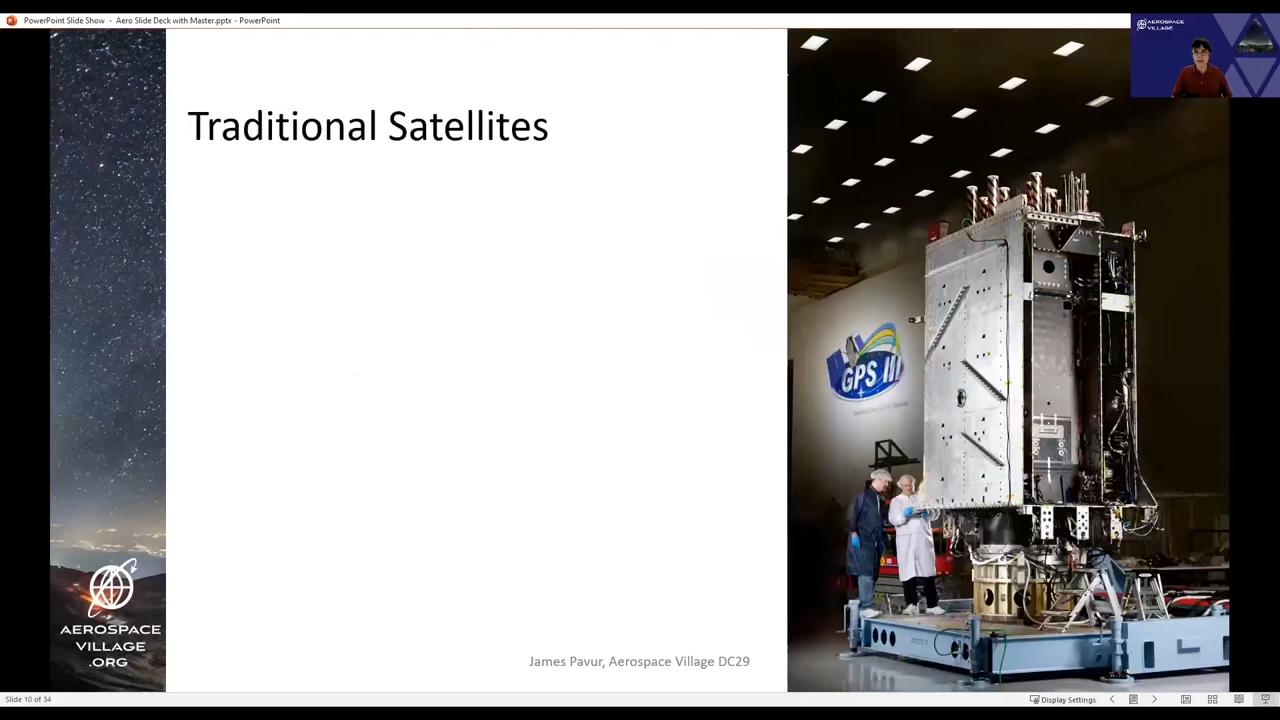 PowerPoint Slide Show - Aero Slide Deck with Master.pptx - PowerPoint
AEROSPACE
VILLAGE
Traditional Satellites
GPS III
AEROSPACE
VILLAGE
.ORG
James Pavur, Aerospace Village DC29
Slide 10 of 34
Display Settings